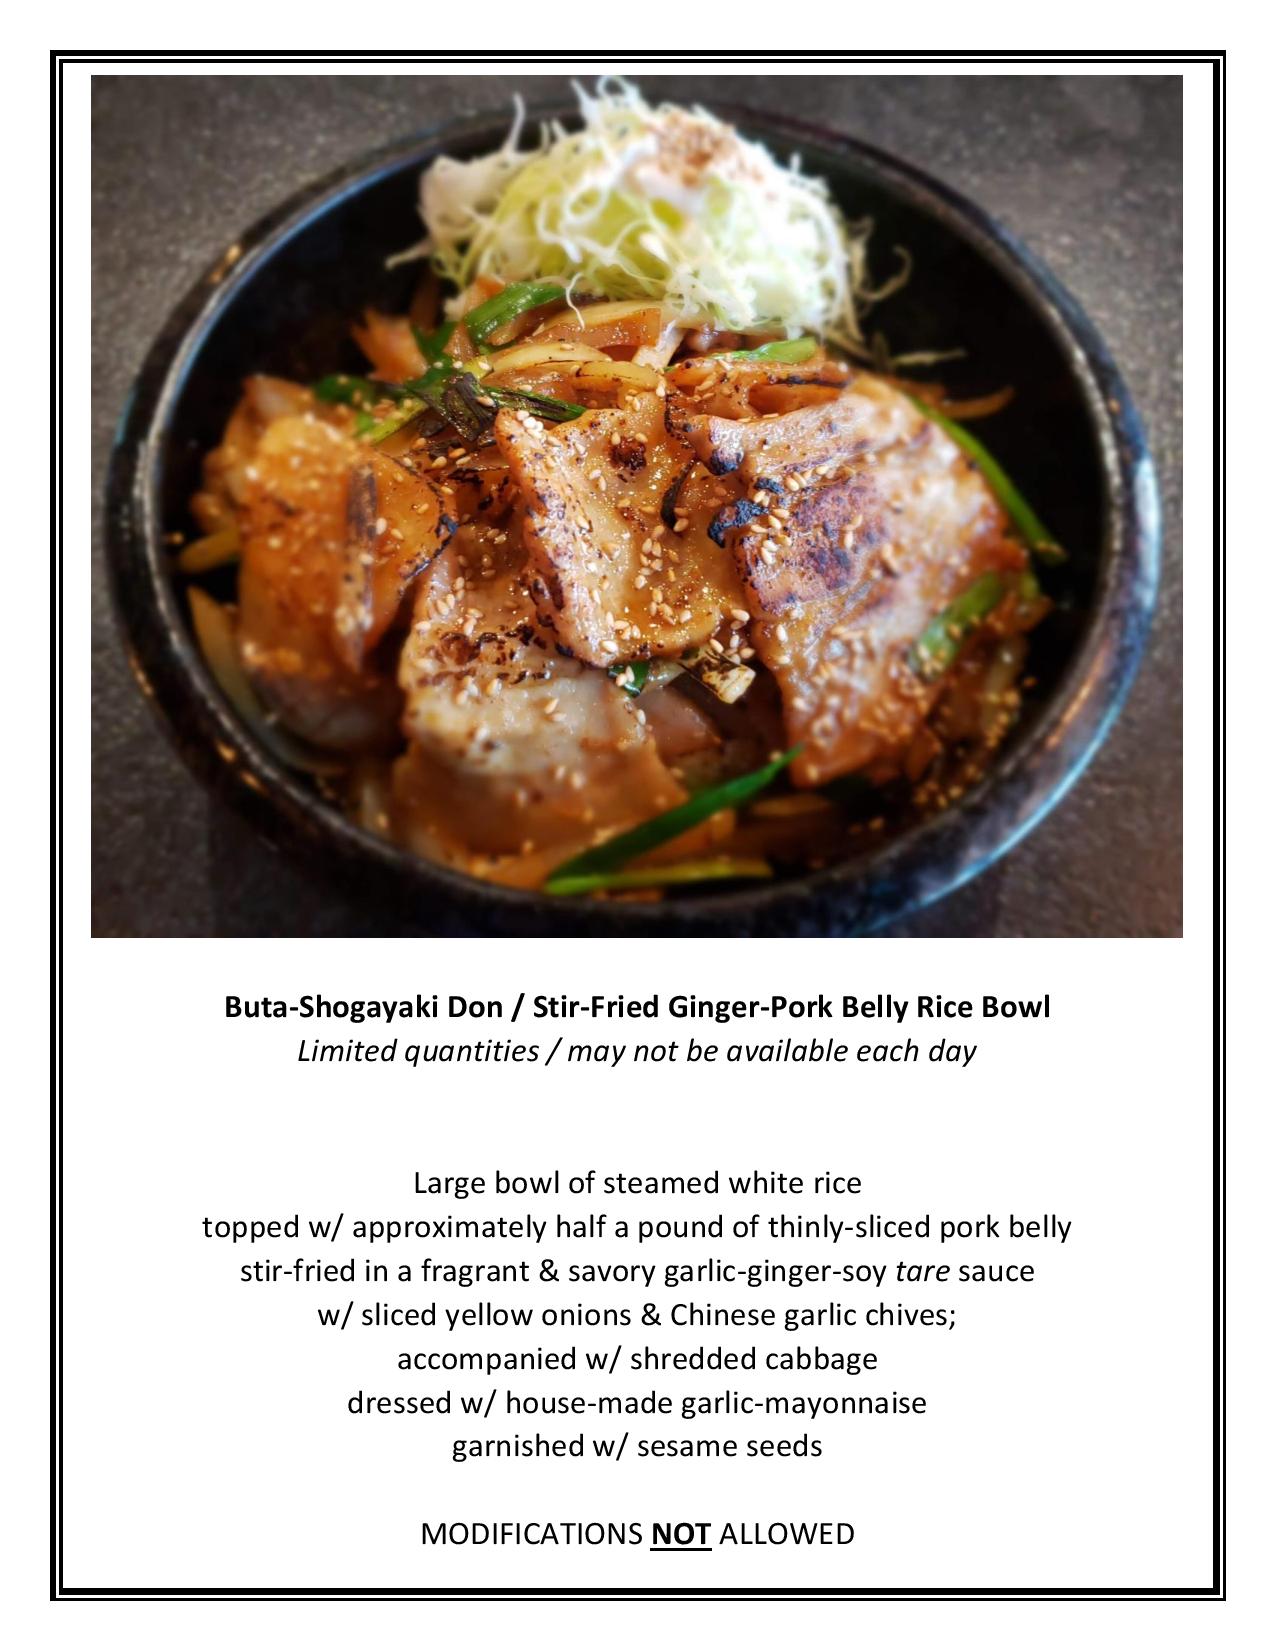 Buta-Shogayaki Don / Stir-Fried Ginger-Pork Belly Rice Bowl
Limited quantities / may not be available each day
Large bowl of steamed white rice
topped w/ approximately half a pound of thinly-sliced pork belly
stir-fried in a fragrant & savory garlic-ginger-soy tare sauce
w/ sliced yellow onions & Chinese garlic chives;
accompanied w/ shredded cabbage
dressed w/ house-made garlic-mayonnaise
garnished w/ sesame seeds
MODIFICATIONS NOT ALLOWED